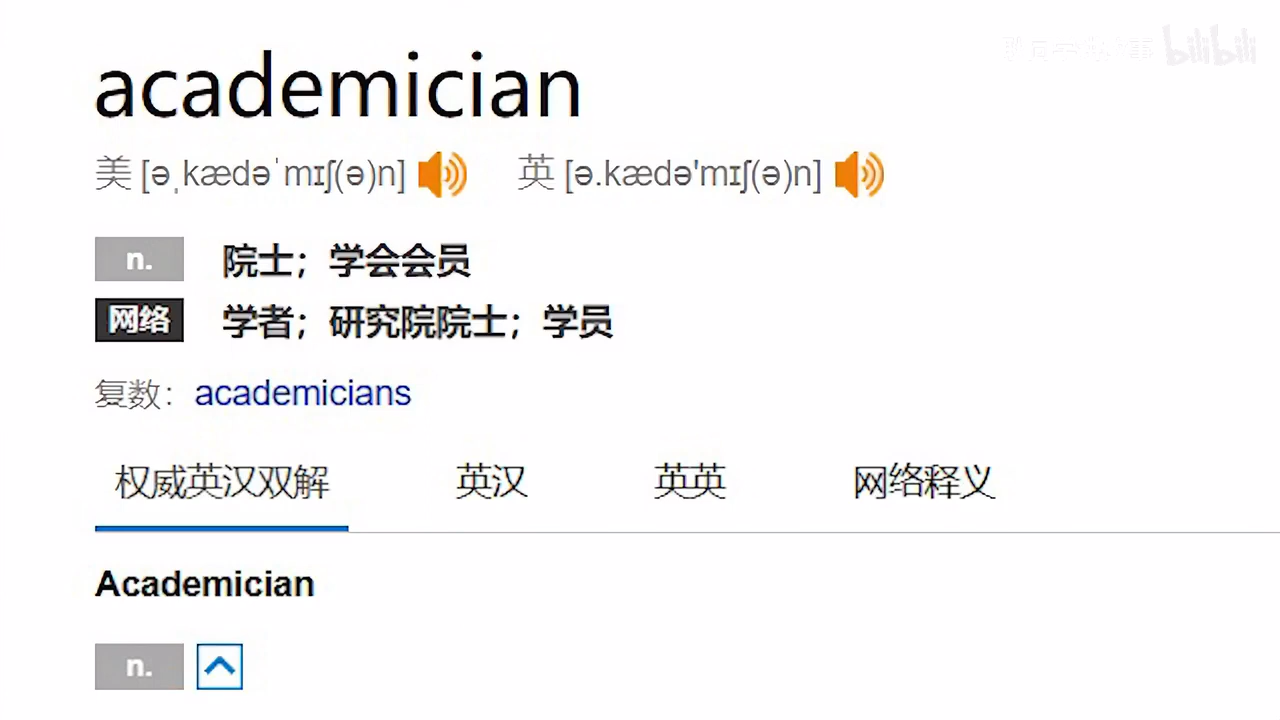 bilibili
academician
美 [əˌkædəˈmɪʃ(ə)n] 英 [ə.kædə'mɪʃ(ə)n]
n. 院士；学会会员
网络 学者；研究院院士；学员
复数： academicians
权威英汉双解 英汉 英英 网络释义
Academician
n.